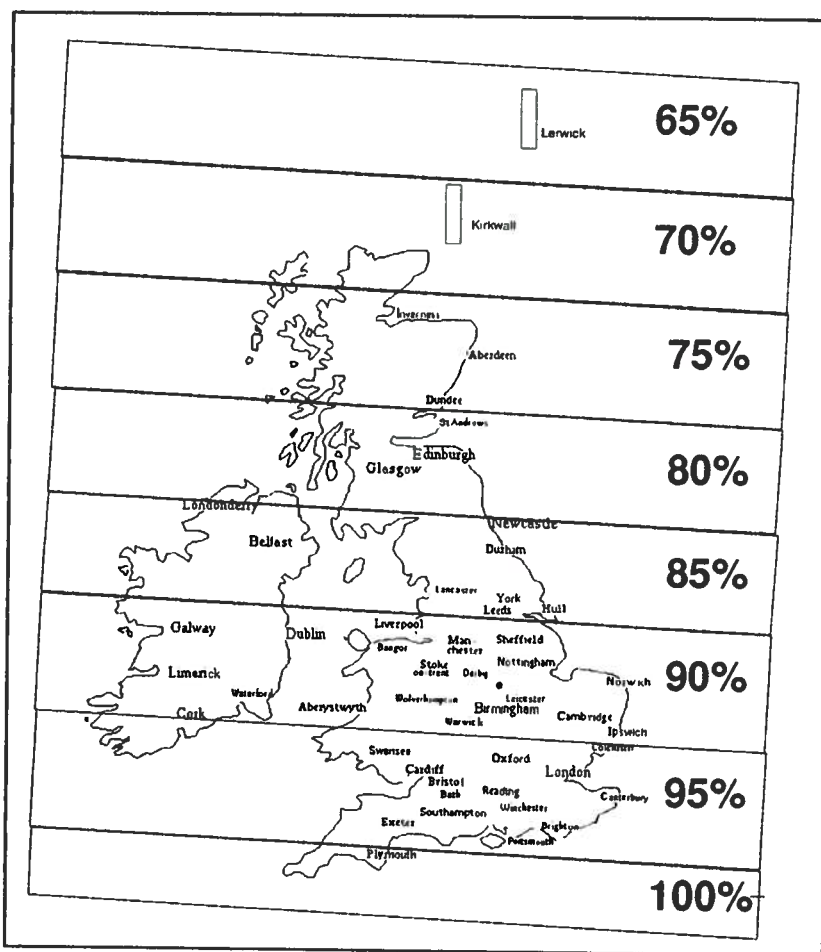 65%
Lerwick
Kirkwall
70%
Inverness
75%
Aberdeen
Dundee
St Andrews
Edinburgh
80%
Glasgow
Londonderry
Newcastle
Belfast
Durham
85%
Lancaster
York
Leeds
Hull
Liverpool
Galway
Dublin
Man-
chester
Sheffield
Bangor
Nottingham
Stoke
on trent
Derby
90%
Limerick
Norwich
Waterford
Wolverhampton
Leicester
Cork
Aberystwyth
Birmingham
Warwick
Cambridge
Ipswich
Colchester
Swansea
Oxford
Cardiff
London
Bristol
Bath
Reading
Canterbury
95%
Southampton
Winchester
Exeter
Brighton
Portsmouth
Plymouth
100%